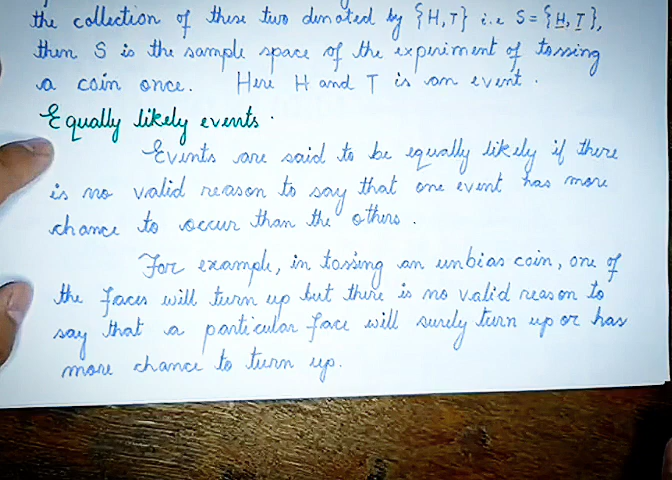 the collection of these two denoted by {H,T} i.e S = {H, T},
then S is the sample space of the experiment of tossing
a coin once. Here H and T is an event.
Equally likely events.
Events are said to be equally likely if there
is no valid reason to say that one event has more
chance to occur than the others.
For example, in tossing an unbias coin, one of
the faces will turn up but there is no valid reason to
say that a particular face will surely turn up or has
more chance to turn up.